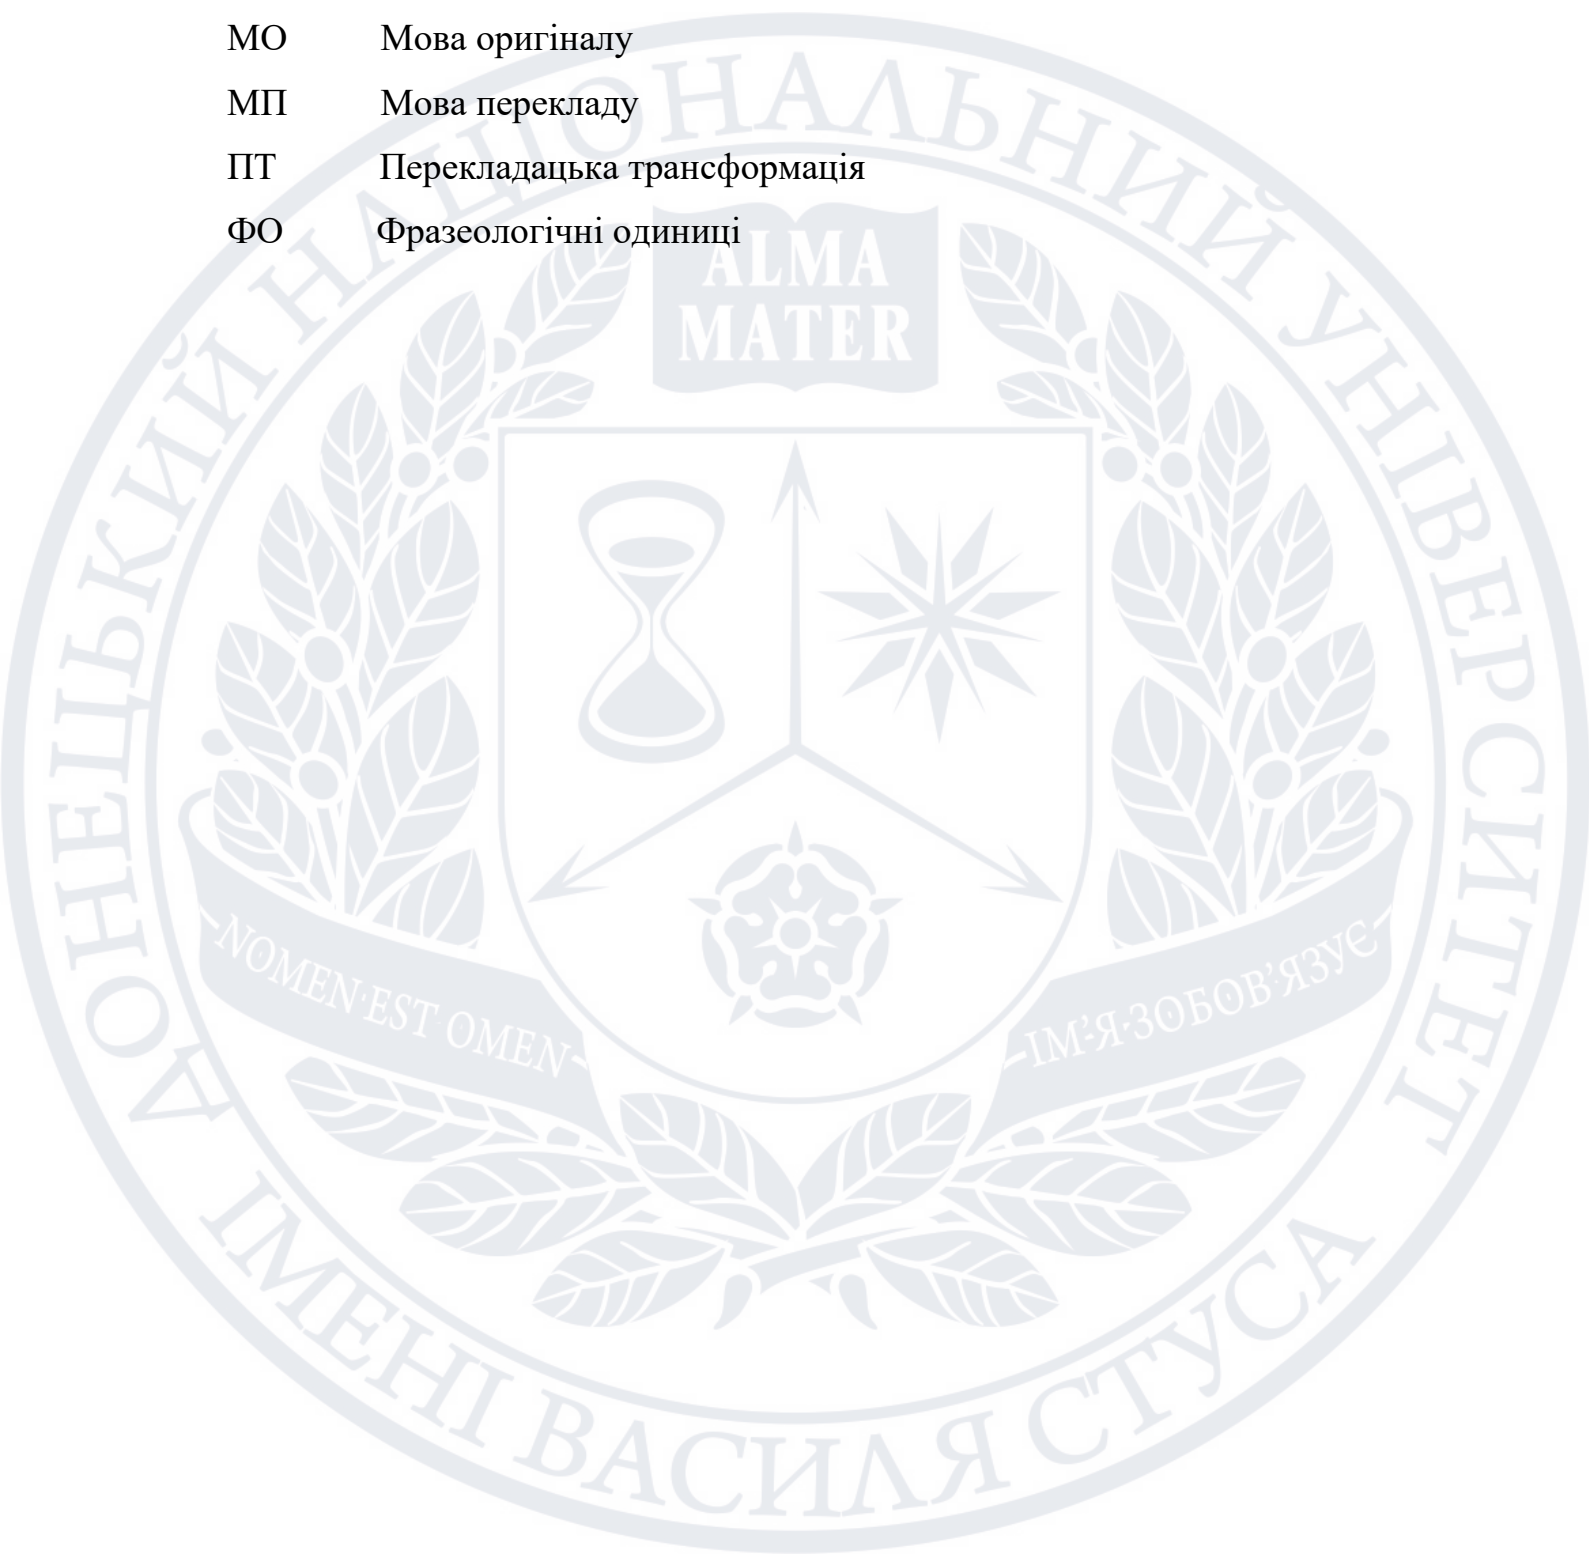 МО Мова оригіналу
МП Мова перекладу
ПТ Перекладацька трансформація
ФО Фразеологічні одиниці
ДОНЕЦЬКИЙ НАЦІОНАЛЬНИЙ УНІВЕРСИТЕТ
ALMA
MATER
NOMEN EST OMEN
ІМ'Я ЗОБОВ'ЯЗУЄ
ІМЕНІ ВАСИЛЯ СТУСА